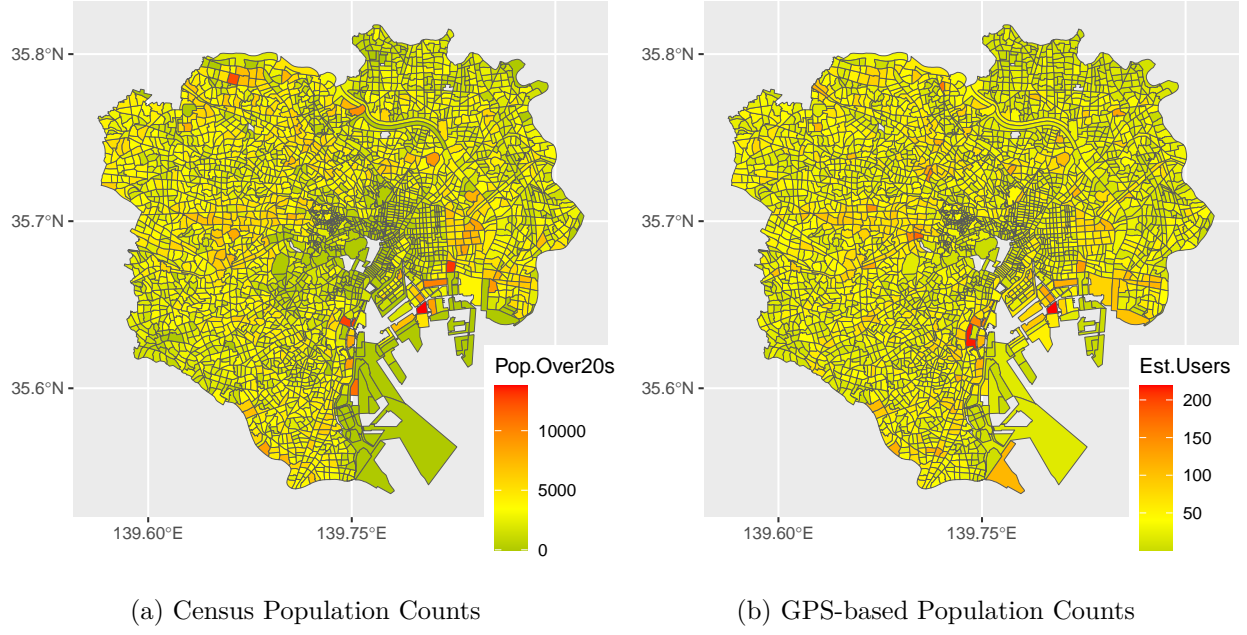 35.8°N
35.7°N
35.6°N
139.60°E
139.75°E
Pop.Over20s
10000
5000
0
(a) Census Population Counts
35.8°N
35.7°N
35.6°N
139.60°E
139.75°E
Est.Users
200
150
100
50
(b) GPS-based Population Counts